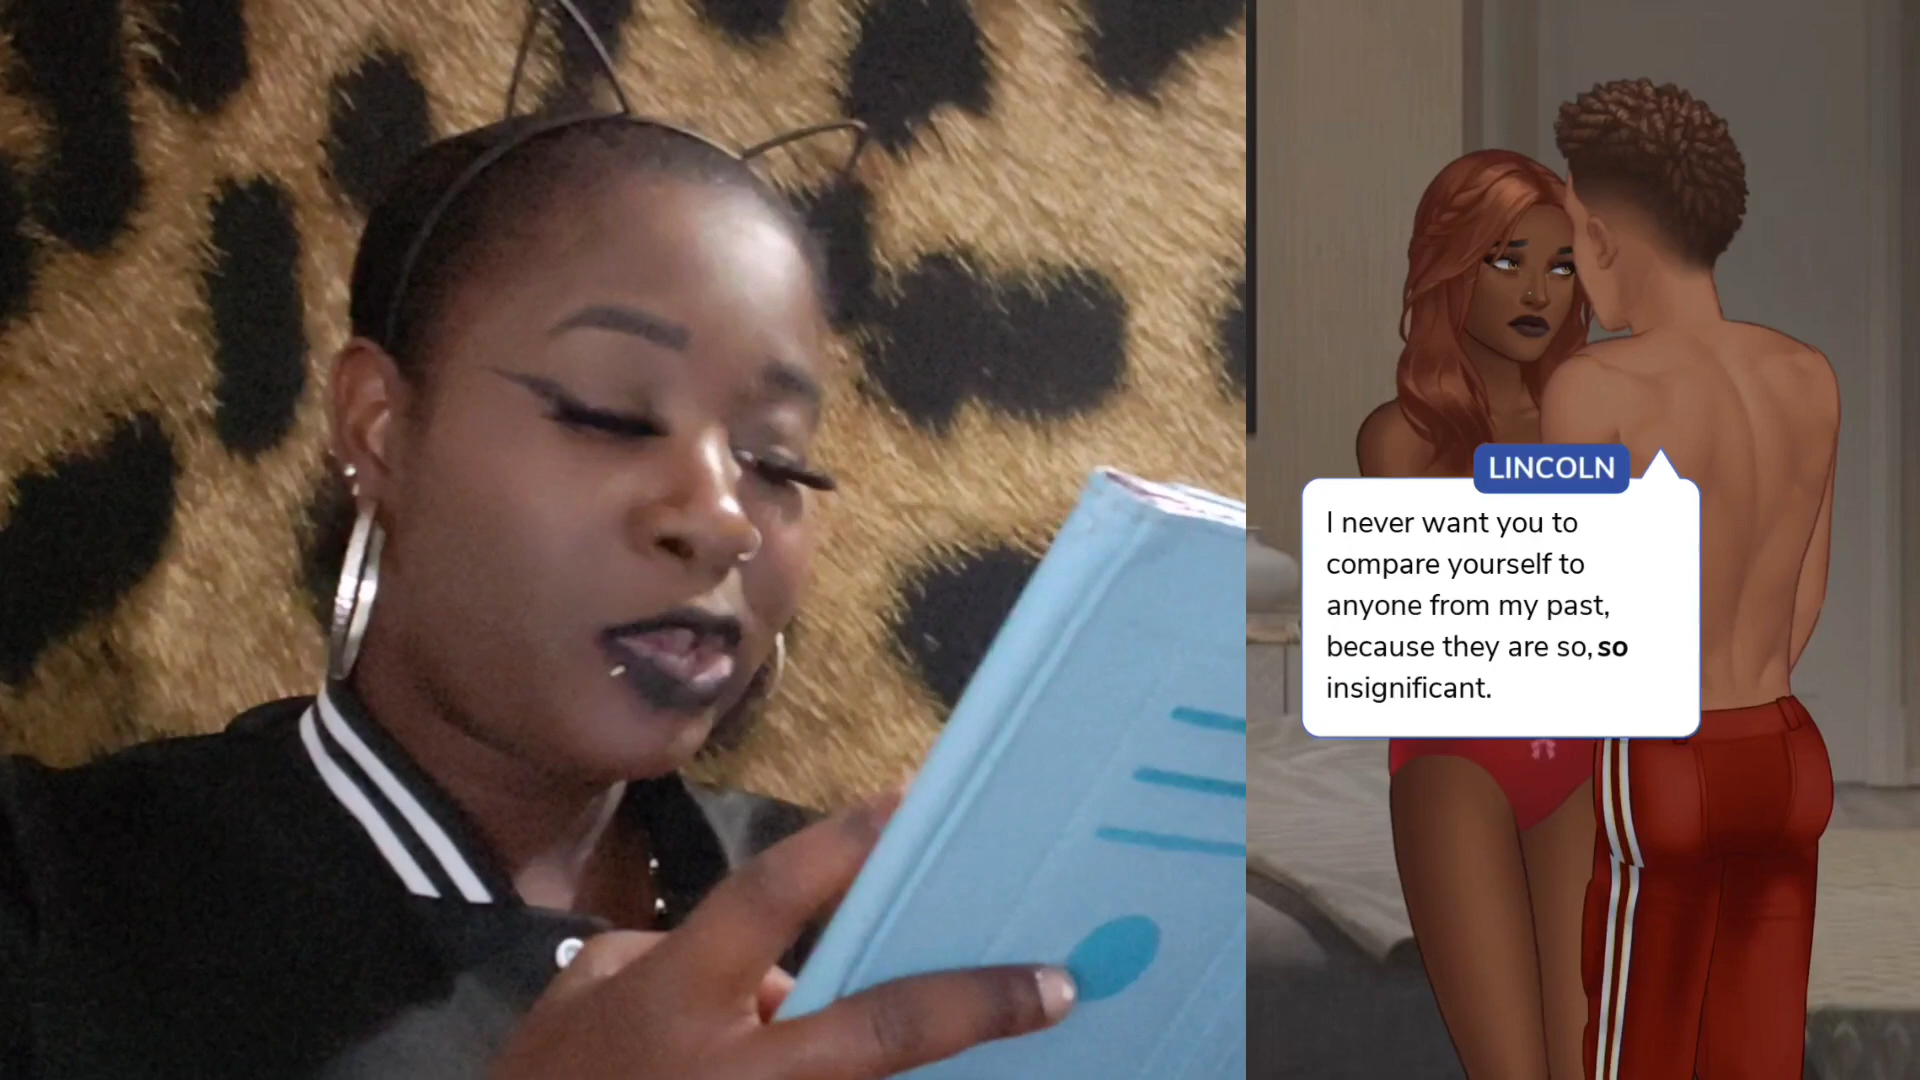 LINCOLN
I never want you to
compare yourself to
anyone from my past,
because they are so, so
insignificant.